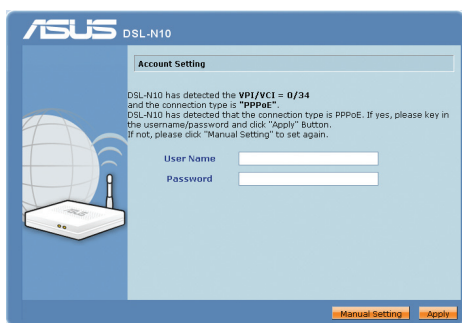 ASUS DSL-N10
Account Setting
DSL-N10 has detected the VPI/VCI = 0/34
and the connection type is "PPPoE".
DSL-N10 has detected that the connection type is PPPoE. If yes, please key in
the username/password and click "Apply" Button.
If not, please click "Manual Setting" to set again.
User Name
Password
ASUS
Manual Setting Apply